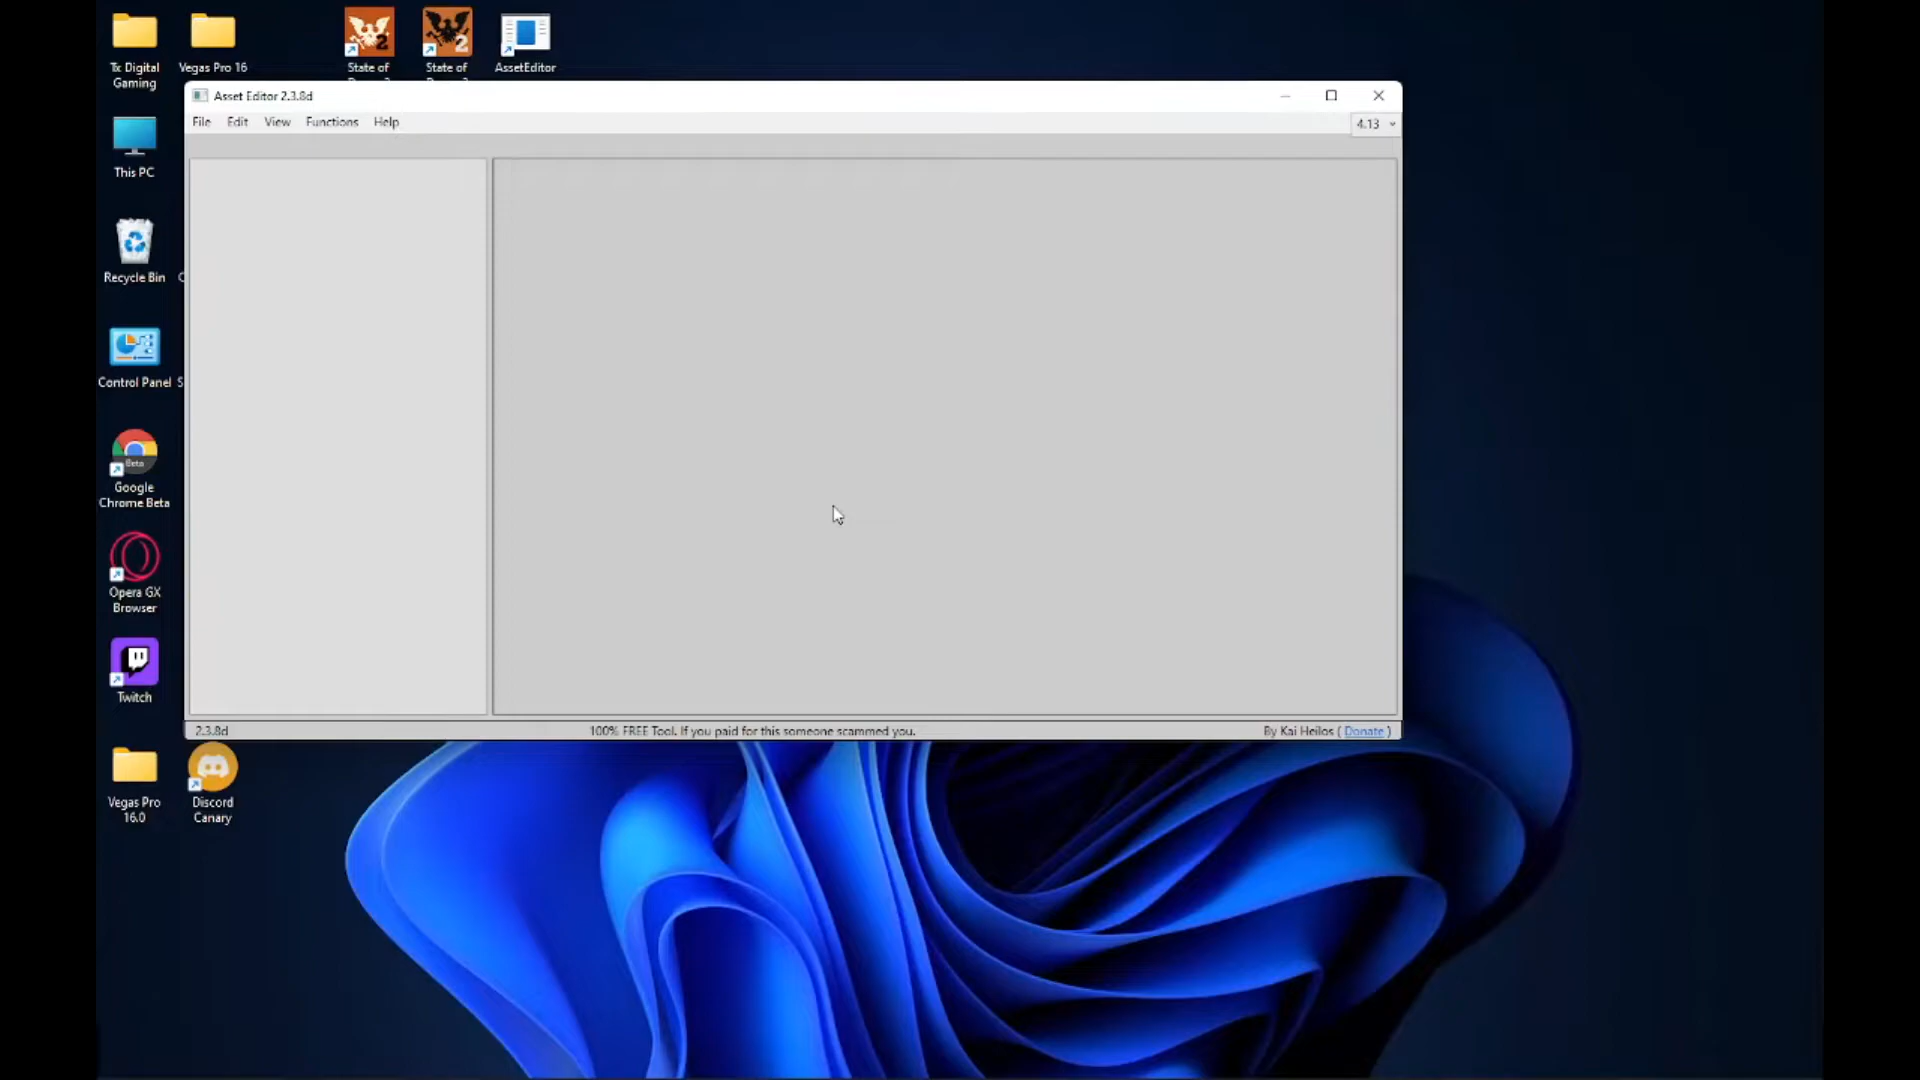 Tx Digital
Gaming
Vegas Pro 16
State of
State of
AssetEditor
Asset Editor 2.3.8d
File Edit View Functions Help
4.13
This PC
Recycle Bin
Control Panel
Beta
Google
Chrome Beta
Opera GX
Browser
Twitch
2.3.8d
100% FREE Tool. If you paid for this someone scammed you.
By Kai Heilos ( Donate )
Vegas Pro
16.0
Discord
Canary